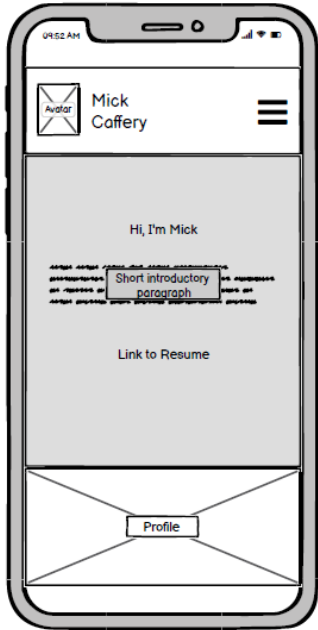 09:52 AM
Avatar
Mick
Caffery
Hi, I'm Mick
Short introductory
paragraph
Link to Resume
Profile